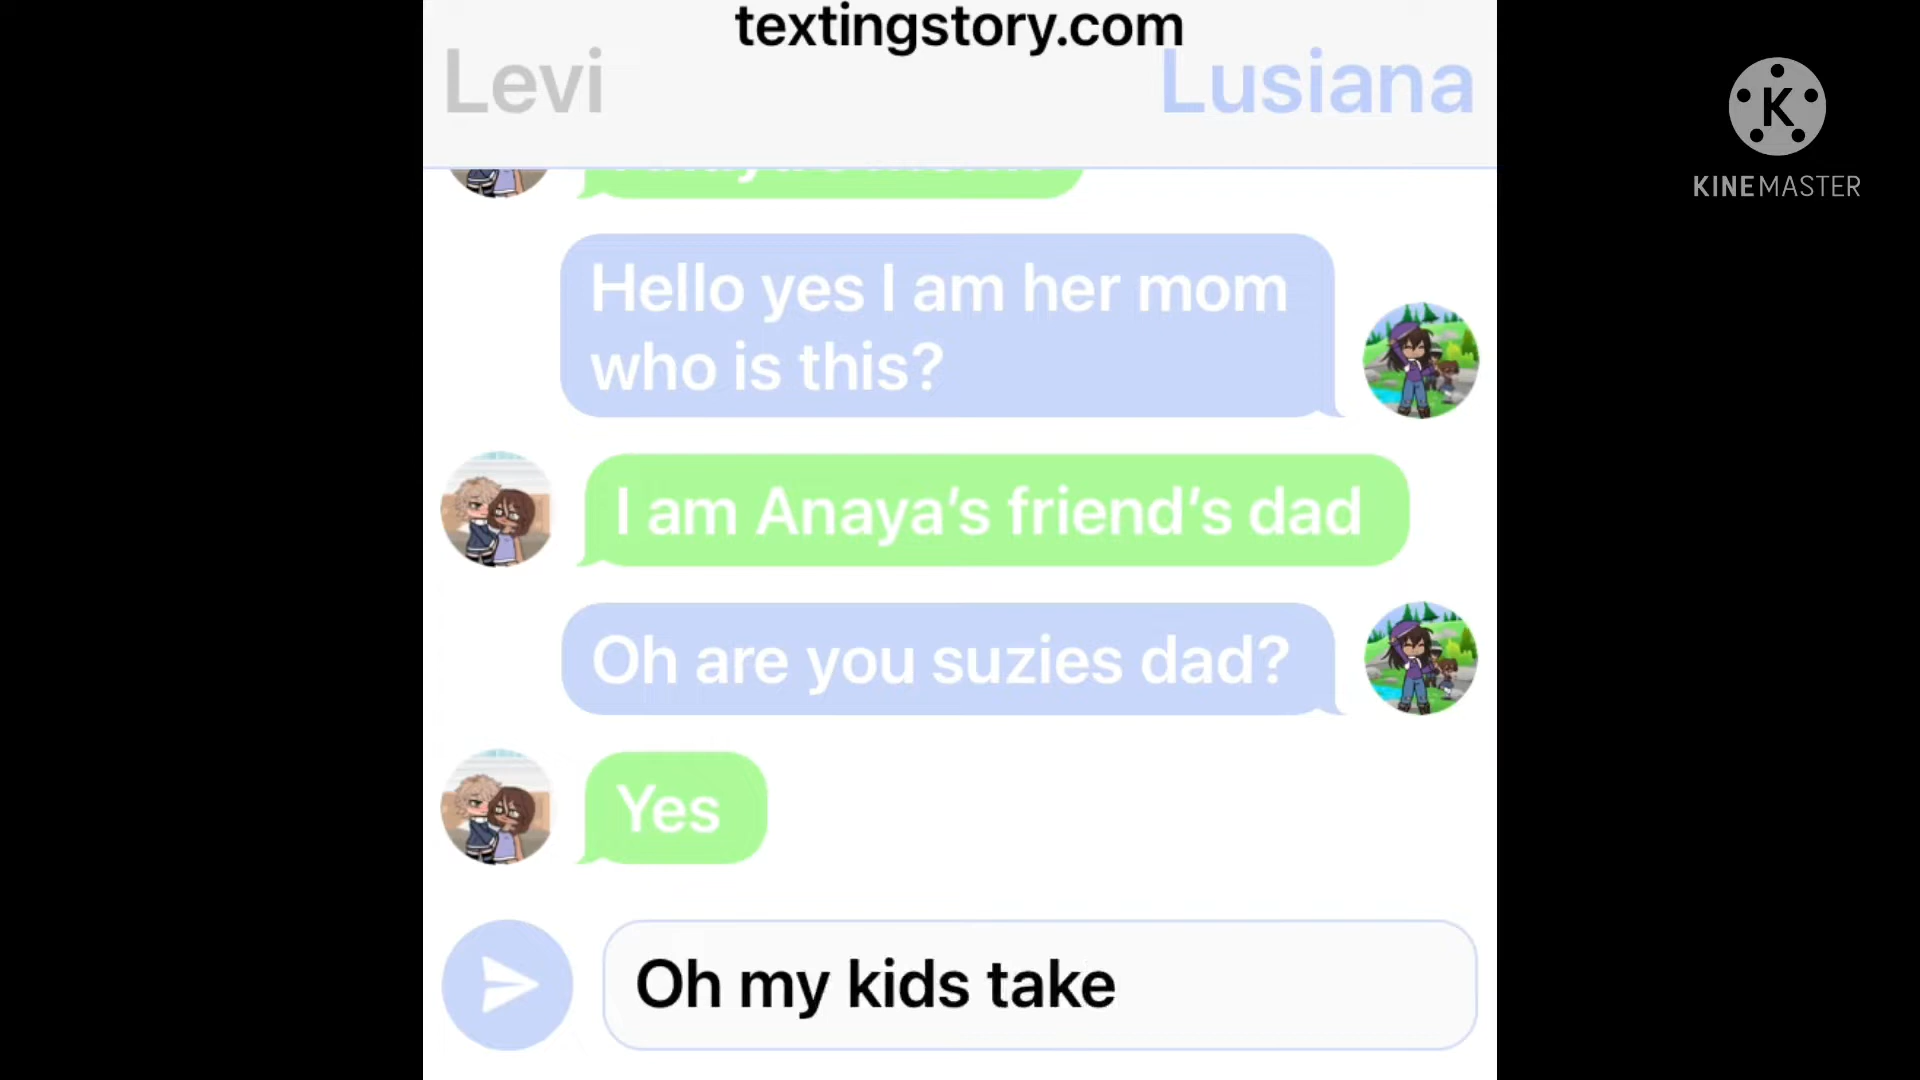 textingstory.com
Levi
Lusiana
Hello yes I am her mom
who is this?
I am Anaya’s friend’s dad
Oh are you suzies dad?
Yes
Oh my kids take
K
KINEMASTER